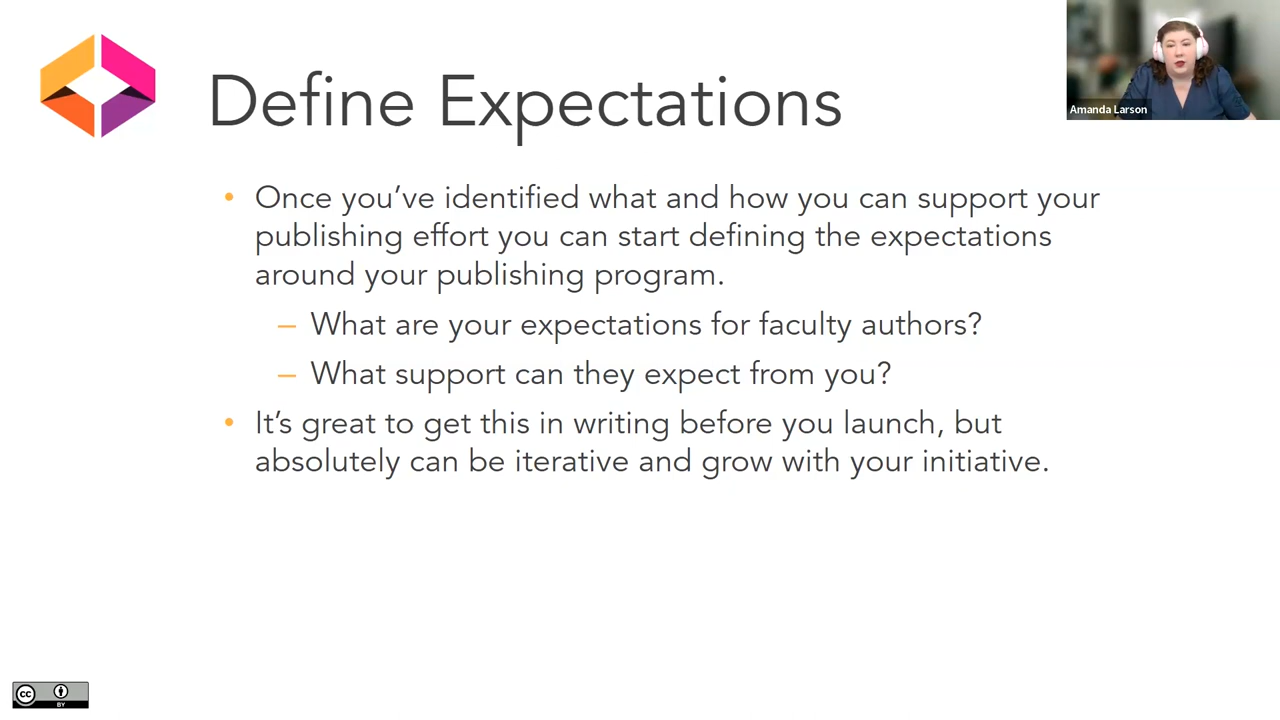 Define Expectations
Amanda Larson
• Once you’ve identified what and how you can support your
publishing effort you can start defining the expectations
around your publishing program.
– What are your expectations for faculty authors?
– What support can they expect from you?
• It’s great to get this in writing before you launch, but
absolutely can be iterative and grow with your initiative.
cc
BY